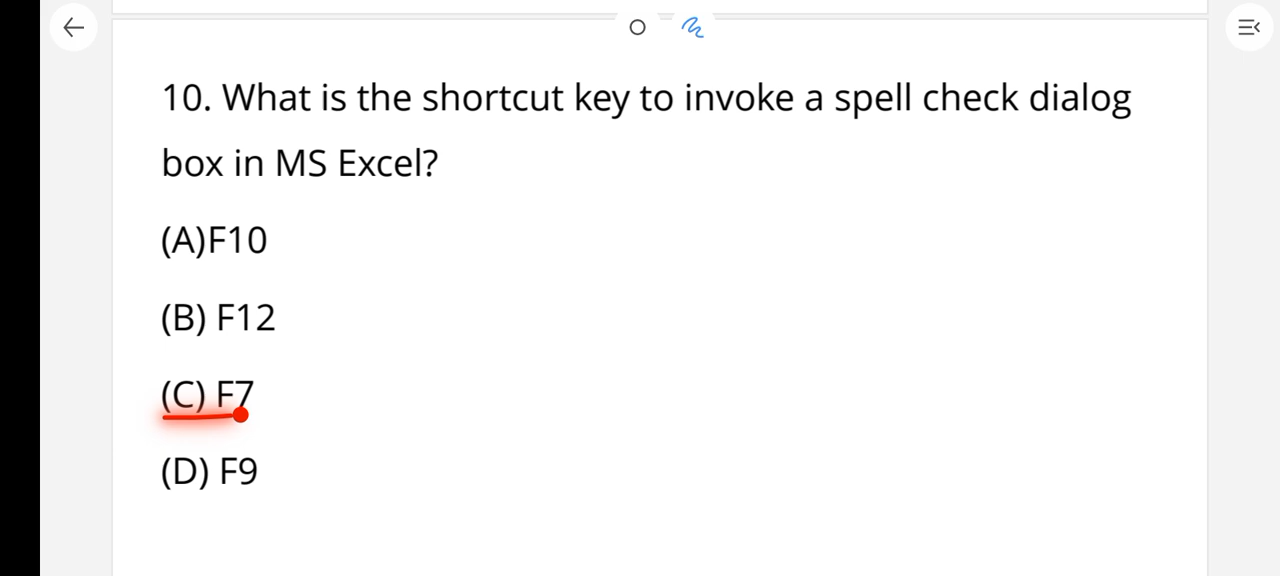 10. What is the shortcut key to invoke a spell check dialog
box in MS Excel?
(A)F10
(B) F12
(C) F7
(D) F9